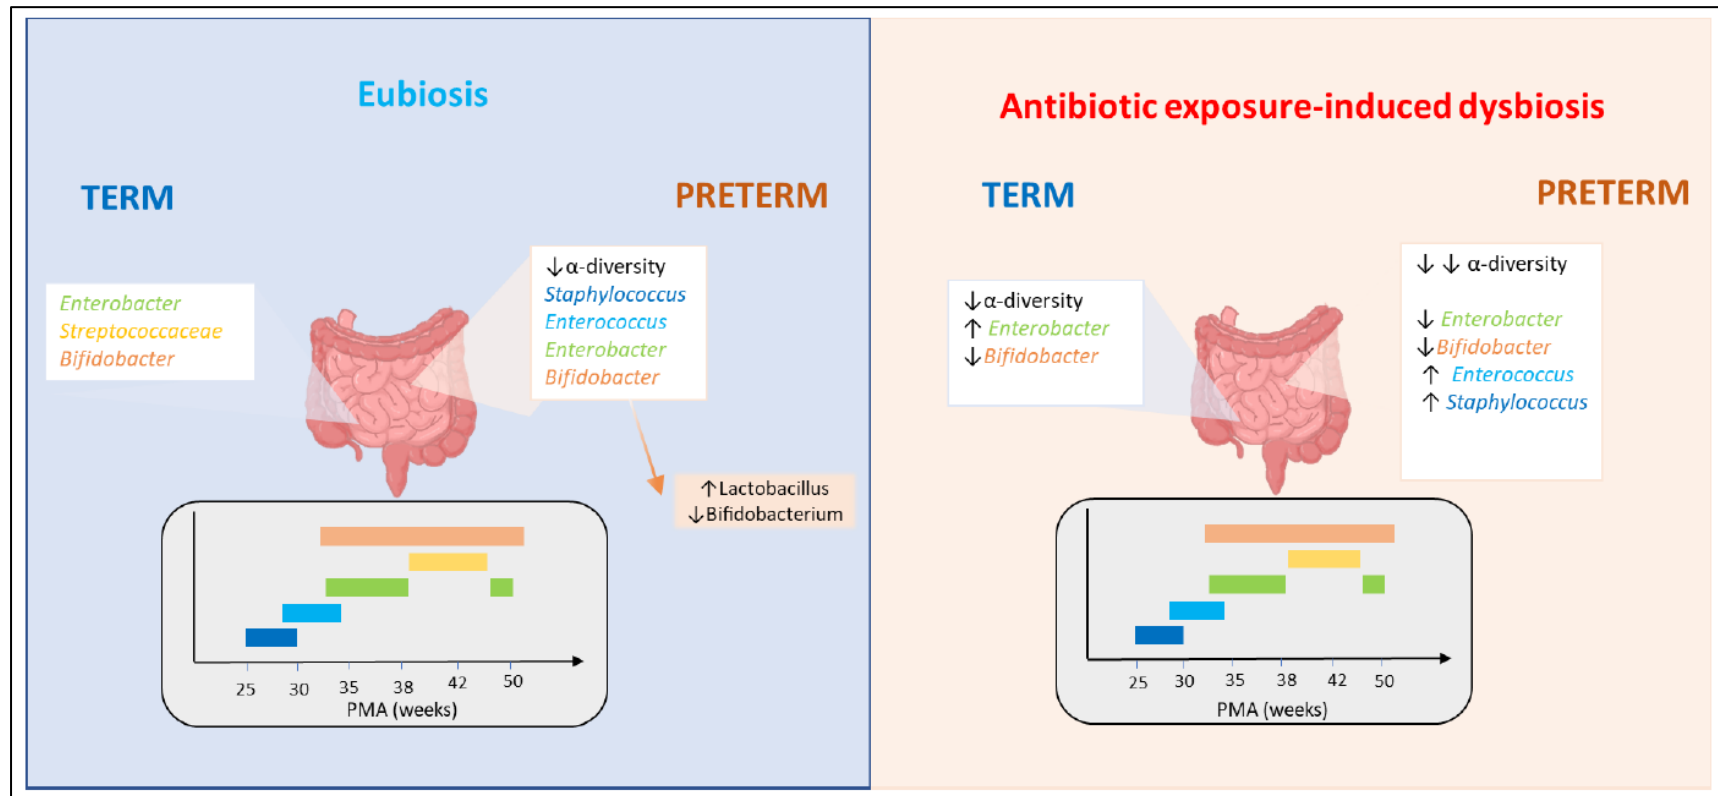 Eubiosis
TERM
PRETERM
Enterobacter
Streptococcaceae
Bifidobacter
↓α-diversity
Staphylococcus
Enterococcus
Enterobacter
Bifidobacter
↑Lactobacillus
↓Bifidobacterium
25 30 35 38 42 50
PMA (weeks)
Antibiotic exposure-induced dysbiosis
TERM
PRETERM
↓α-diversity
↑ Enterobacter
↓Bifidobacter
↓ ↓ α-diversity
↓ Enterobacter
↓Bifidobacter
↑ Enterococcus
↑ Staphylococcus
25 30 35 38 42 50
PMA (weeks)